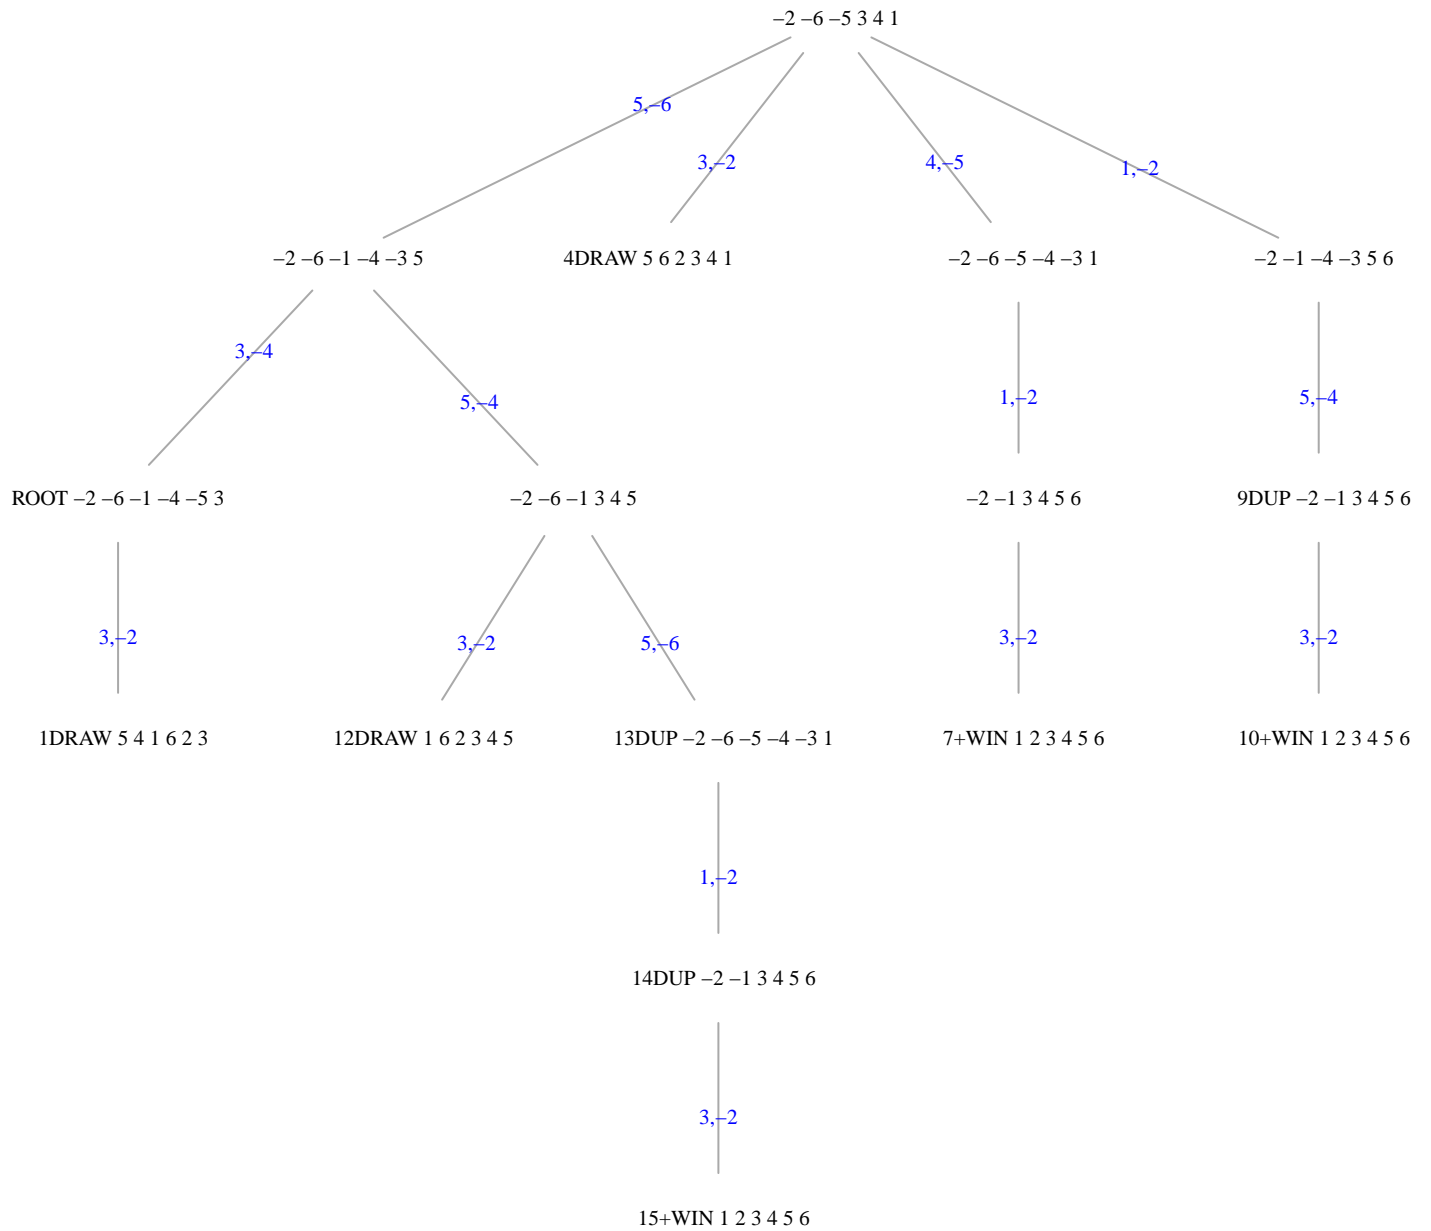 –2 –6 –5 3 4 1
5,–6
3,–2
4,–5
1,–2
–2 –6 –1 –4 –3 5
4DRAW 5 6 2 3 4 1
–2 –6 –5 –4 –3 1
–2 –1 –4 –3 5 6
3,–4
5,–4
1,–2
5,–4
ROOT –2 –6 –1 –4 –5 3
–2 –6 –1 3 4 5
–2 –1 3 4 5 6
9DUP –2 –1 3 4 5 6
3,–2
3,–2
5,–6
3,–2
3,–2
1DRAW 5 4 1 6 2 3
12DRAW 1 6 2 3 4 5
13DUP –2 –6 –5 –4 –3 1
7+WIN 1 2 3 4 5 6
10+WIN 1 2 3 4 5 6
1,–2
14DUP –2 –1 3 4 5 6
3,–2
15+WIN 1 2 3 4 5 6